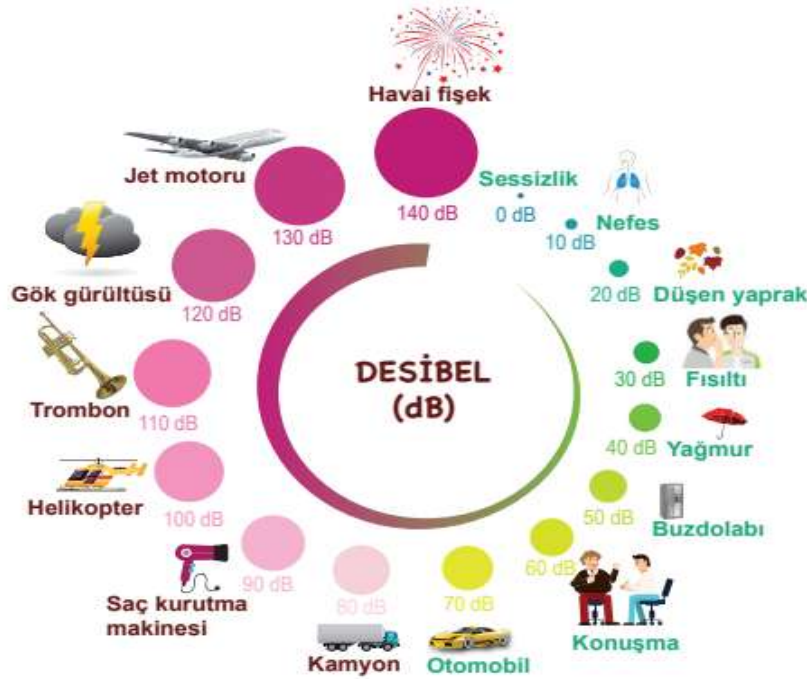 Havai fişek
140 dB
Sessizlik
0 dB
Nefes
10 dB
20 dB
Düşen yaprak
30 dB
Fısıltı
40 dB
Yağmur
50 dB
Buzdolabı
60 dB
Konuşma
70 dB
Otomobil
80 dB
Kamyon
90 dB
Saç kurutma
makinesi
100 dB
Helikopter
110 dB
Trombon
120 dB
Gök gürültüsü
130 dB
Jet motoru
DESİBEL
(dB)